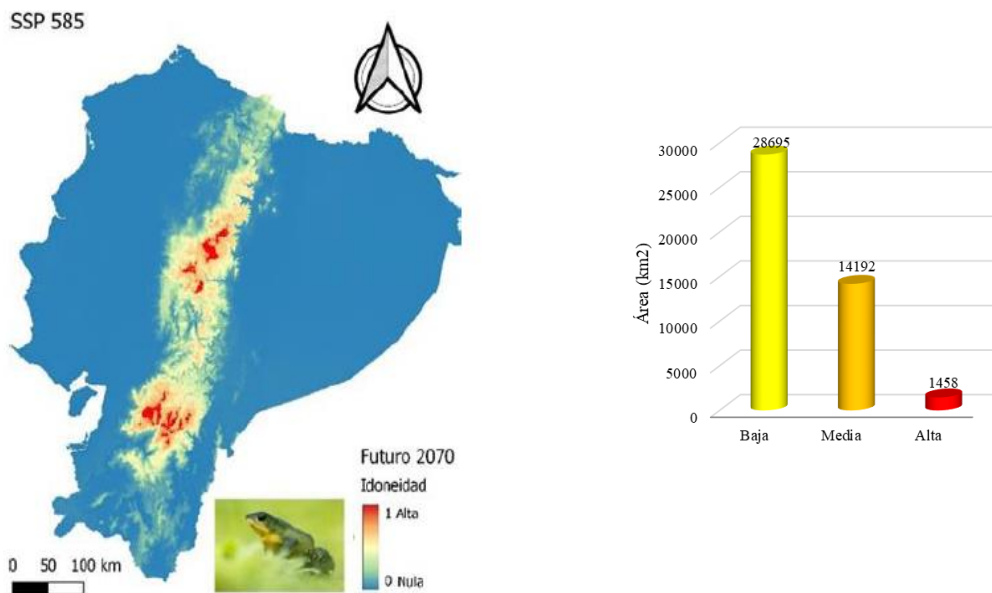 SSP 585
Futuro 2070
Idoneidad
1 Alta
0 Nula
0 50 100 km
Área (km2)
30000
25000
20000
15000
10000
5000
0
28695
14192
1458
Baja Media Alta